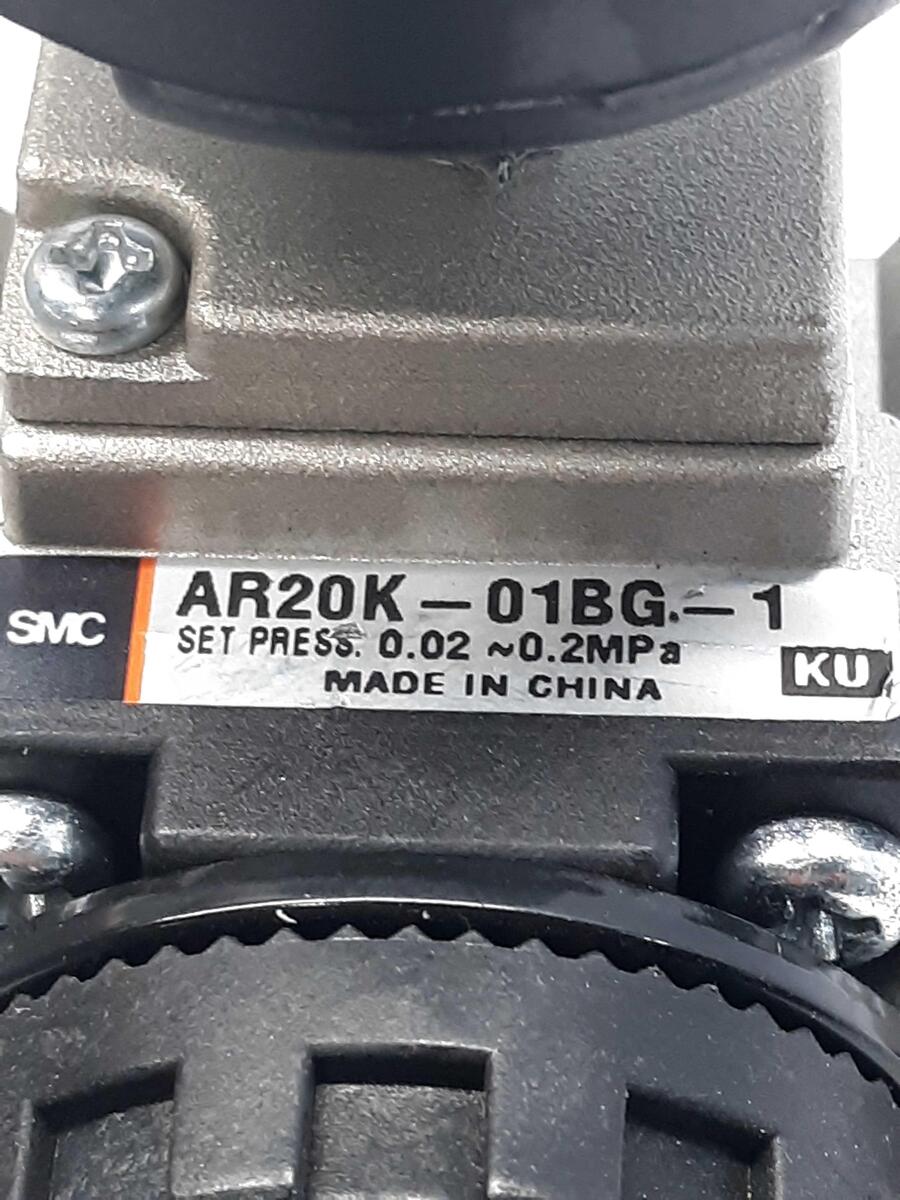 SMC
AR20K-01BG-1
SET PRESS. 0.02 ~0.2MPa
MADE IN CHINA
KU